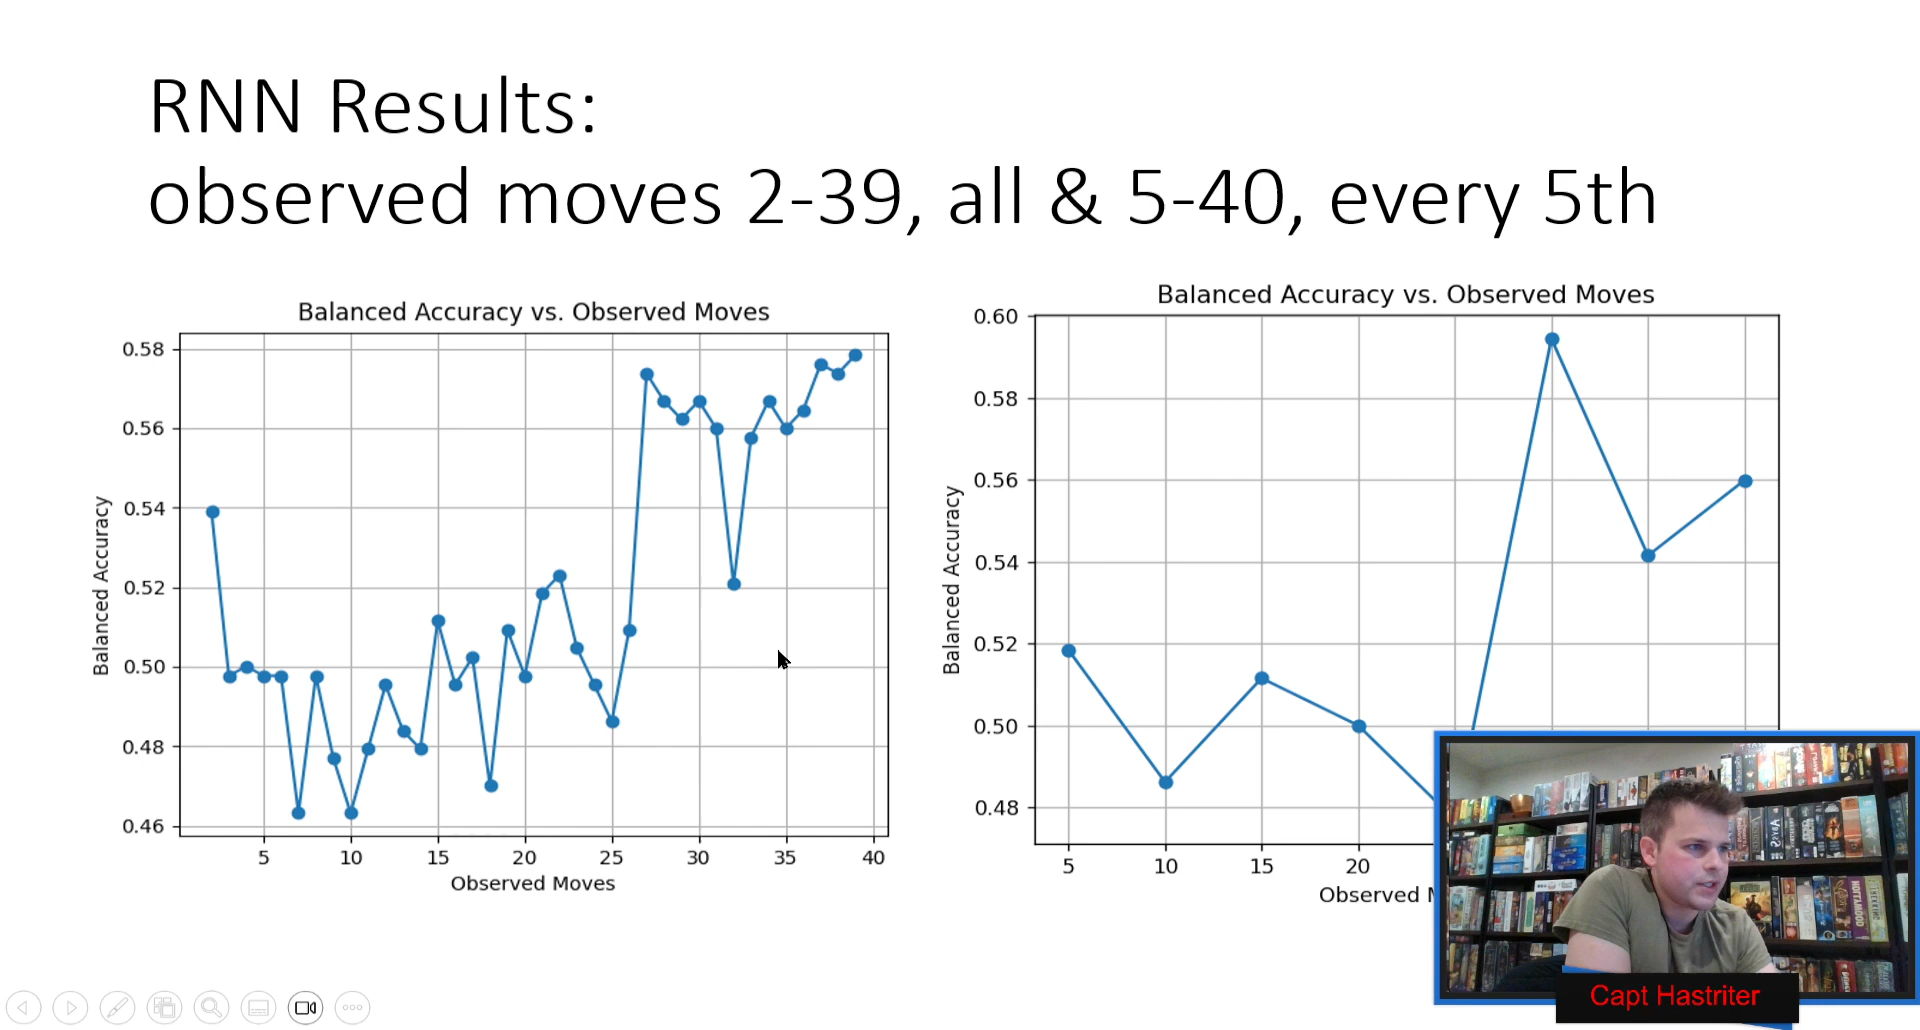 RNN Results:
observed moves 2-39, all & 5-40, every 5th
Balanced Accuracy vs. Observed Moves
0.58
0.56
0.54
0.52
0.50
0.48
0.46
Balanced Accuracy
5 10 15 20 25 30 35 40
Observed Moves
Balanced Accuracy vs. Observed Moves
0.60
0.58
0.56
0.54
0.52
0.50
0.48
Balanced Accuracy
5 10 15 20
Observed
Capt Hastriter